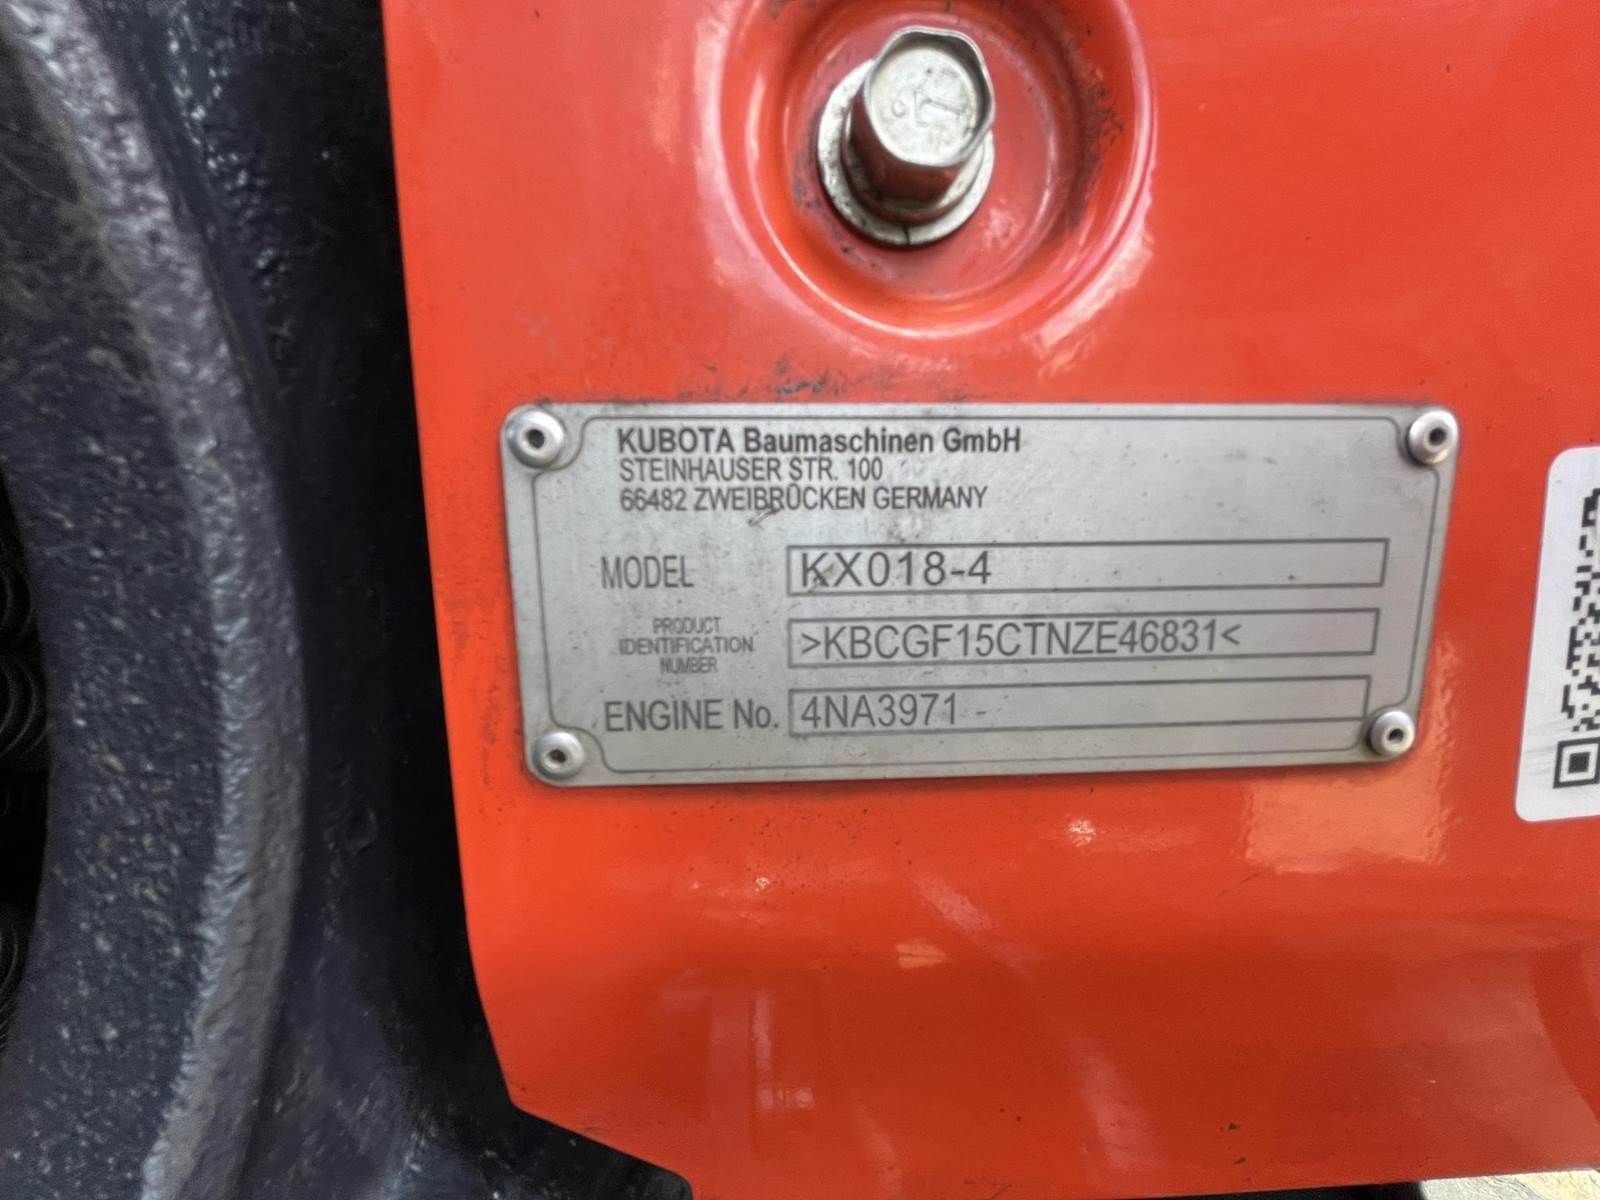 KUBOTA Baumaschinen GmbH
STEINHAUSER STR. 100
66482 ZWEIBRÜCKEN GERMANY
MODEL KX018-4
PRODUCT
IDENTIFICATION
NUMBER
>KBCGF15CTNZE46831<
ENGINE No. 4NA3971 -